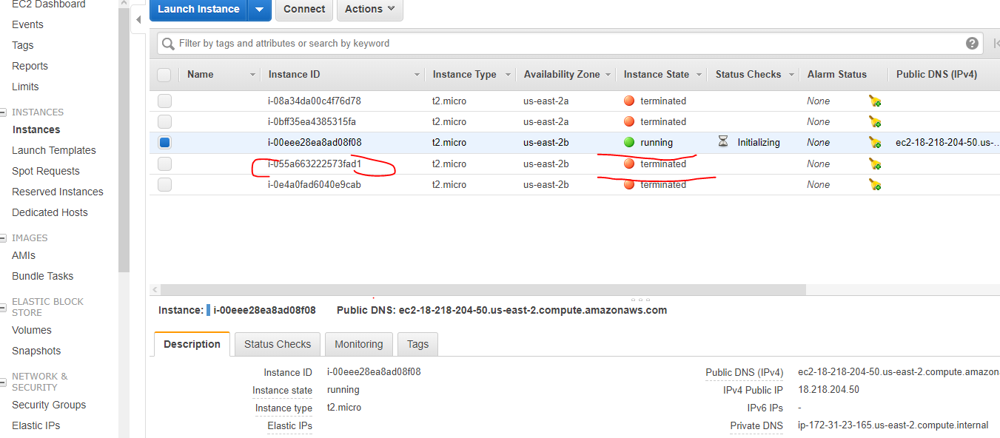 EC2 Dashboard
Events
Tags
Reports
Limits
INSTANCES
Instances
Launch Templates
Spot Requests
Reserved Instances
Dedicated Hosts
IMAGES
AMIs
Bundle Tasks
ELASTIC BLOCK
STORE
Volumes
Snapshots
NETWORK &
SECURITY
Security Groups
Elastic IPs
Launch Instance Connect Actions
Filter by tags and attributes or search by keyword
Name Instance ID Instance Type Availability Zone Instance State Status Checks Alarm Status Public DNS (IPv4)
i-08a34da00c4f76d78 t2.micro us-east-2a terminated None
i-0bff35ea4385315fa t2.micro us-east-2a terminated None
i-00eee28ea8ad08f08 t2.micro us-east-2b running Initializing None ec2-18-218-204-50.us-...
i-055a663222573fad1 t2.micro us-east-2b terminated None
i-0e4a0fad6040e9cab t2.micro us-east-2b terminated None
Instance: i-00eee28ea8ad08f08 Public DNS: ec2-18-218-204-50.us-east-2.compute.amazonaws.com
Description Status Checks Monitoring Tags
Instance ID i-00eee28ea8ad08f08 Public DNS (IPv4) ec2-18-218-204-50.us-east-2.compute.amazon
Instance state running IPv4 Public IP 18.218.204.50
Instance type t2.micro IPv6 IPs -
Elastic IPs Private DNS ip-172-31-23-165.us-east-2.compute.internal